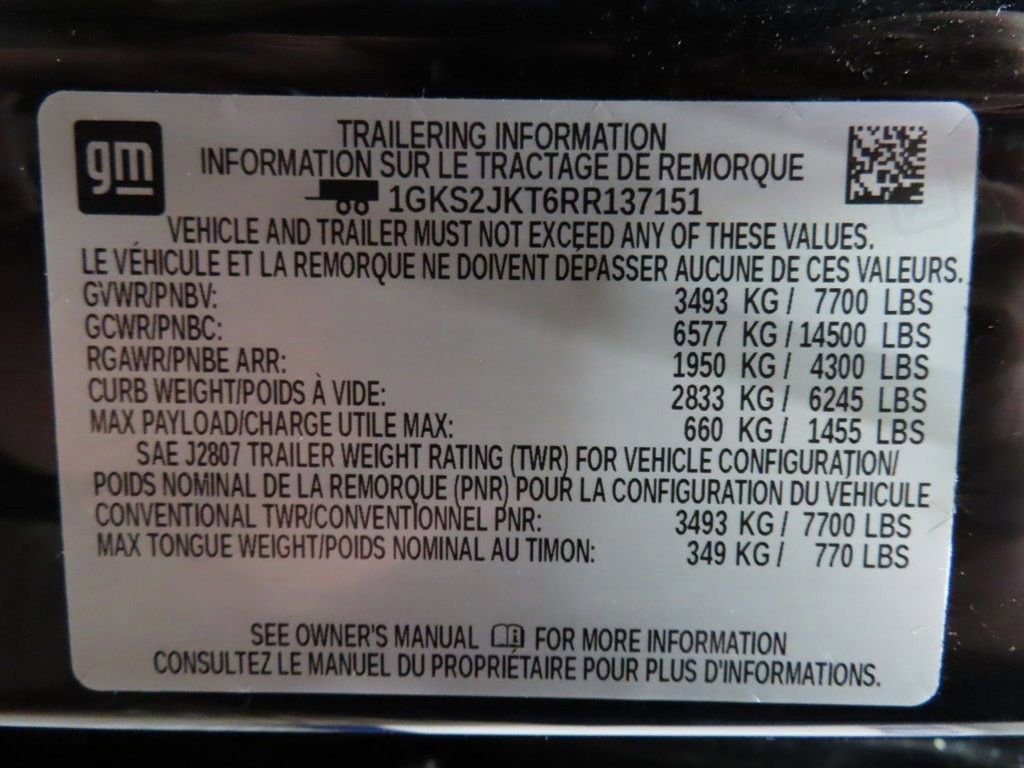 gm
TRAILERING INFORMATION
INFORMATION SUR LE TRACTAGE DE REMORQUE
1GKS2JKT6RR137151
VEHICLE AND TRAILER MUST NOT EXCEED ANY OF THESE VALUES.
LE VÉHICULE ET LA REMORQUE NE DOIVENT DÉPASSER AUCUNE DE CES VALEURS.
GVWR/PNBV: 3493 KG / 7700 LBS
GCWR/PNBC: 6577 KG / 14500 LBS
RGAWR/PNBE ARR: 1950 KG / 4300 LBS
CURB WEIGHT/POIDS À VIDE: 2833 KG / 6245 LBS
MAX PAYLOAD/CHARGE UTILE MAX: 660 KG / 1455 LBS
SAE J2807 TRAILER WEIGHT RATING (TWR) FOR VEHICLE CONFIGURATION/
POIDS NOMINAL DE LA REMORQUE (PNR) POUR LA CONFIGURATION DU VEHICULE
CONVENTIONAL TWR/CONVENTIONNEL PNR: 3493 KG / 7700 LBS
MAX TONGUE WEIGHT/POIDS NOMINAL AU TIMON: 349 KG / 770 LBS
SEE OWNER'S MANUAL FOR MORE INFORMATION
CONSULTEZ LE MANUEL DU PROPRIÉTAIRE POUR PLUS D'INFORMATIONS.